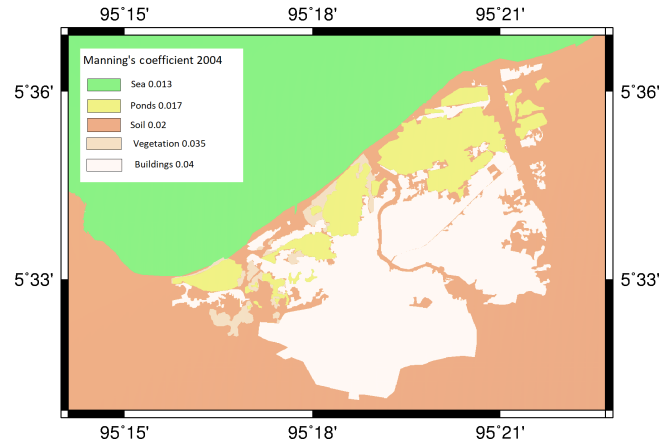 95°15' 95°18' 95°21'
Manning's coefficient 2004
Sea 0.013
Ponds 0.017
Soil 0.02
Vegetation 0.035
Buildings 0.04
5°36' 5°36'
5°33' 5°33'
95°15' 95°18' 95°21'